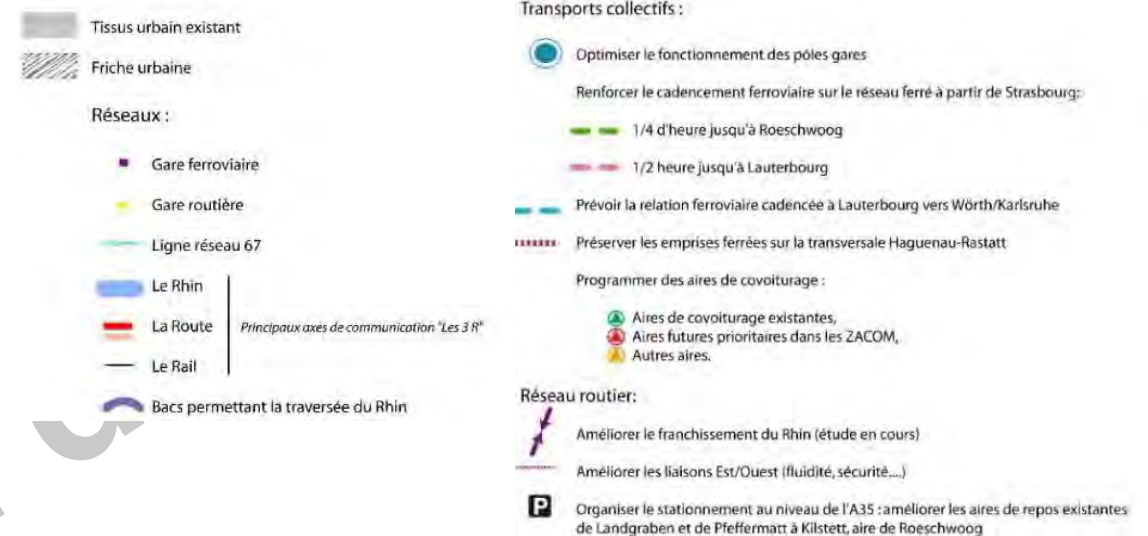 Tissus urbain existant
Friche urbaine
Réseaux :
Gare ferroviaire
Gare routière
Ligne réseau 67
Le Rhin
La Route
Principaux axes de communication "Les 3 R"
Le Rail
Bacs permettant la traversée du Rhin
Transports collectifs :
Optimiser le fonctionnement des pôles gares
Renforcer le cadencement ferroviaire sur le réseau ferré à partir de Strasbourg:
1/4 d'heure jusqu'à Roeschwoog
1/2 heure jusqu'à Lauterbourg
Prévoir la relation ferroviaire cadencée à Lauterbourg vers Wörth/Karlsruhe
Préserver les emprises ferrées sur la transversale Haguenau-Rastatt
Programmer des aires de covoiturage :
Aires de covoiturage existantes,
Aires futures prioritaires dans les ZACOM,
Autres aires.
Réseau routier:
Améliorer le franchissement du Rhin (étude en cours)
Améliorer les liaisons Est/Ouest (fluidité, sécurité,...)
P
Organiser le stationnement au niveau de l'A35 : améliorer les aires de repos existantes
de Landgraben et de Pfeffermatt à Kilstett, aire de Roeschwoog